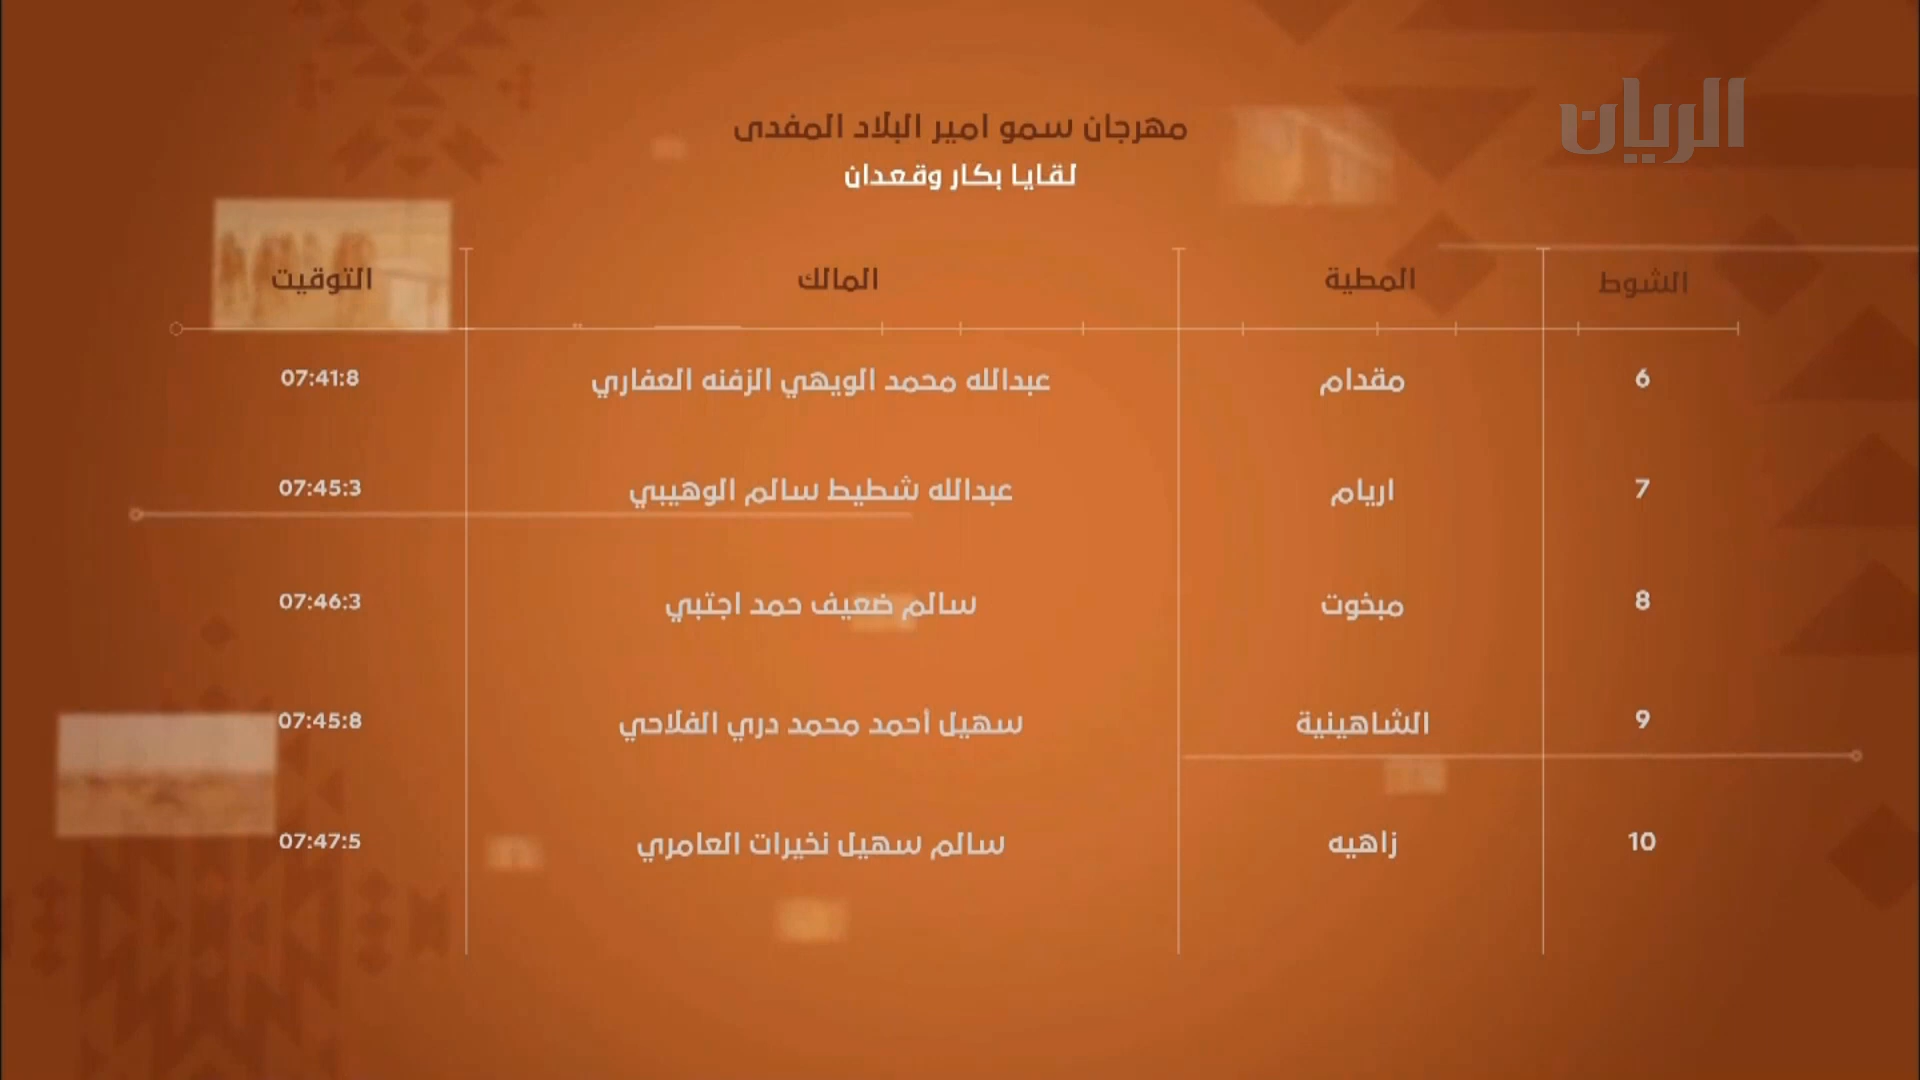 الريان
مهرجان سمو امير البلاد المفدى
لقايا بكار وقعدان
الشوط المطية المالك التوقيت
6 مقدام عبدالله محمد الويهي الزفنه العفاري 07:41:8
7 اريام عبدالله شطيط سالم الوهيبي 07:45:3
8 مبخوت سالم ضعيف حمد اجتبي 07:46:3
9 الشاهينية سهيل أحمد محمد دري الفلاحي 07:45:8
10 زاهيه سالم سهيل نخيرات العامري 07:47:5